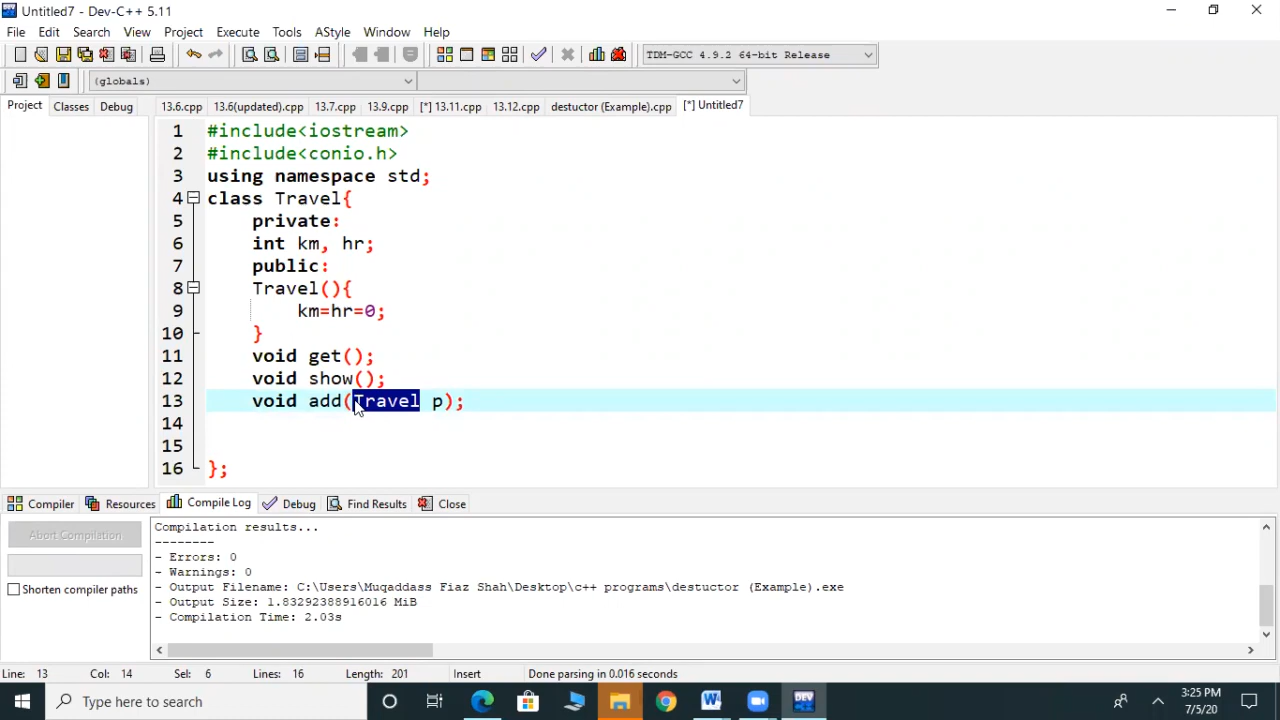 Untitled7 - Dev-C++ 5.11
File Edit Search View Project Execute Tools AStyle Window Help
TDM-GCC 4.9.2 64-bit Release
(globals)
Project Classes Debug 13.6.cpp 13.6(updated).cpp 13.7.cpp 13.9.cpp [*] 13.11.cpp 13.12.cpp destuctor (Example).cpp [*] Untitled7
1 #include<iostream>
2 #include<conio.h>
3 using namespace std;
4 class Travel{
5 private:
6 int km, hr;
7 public:
8 Travel(){
9 km=hr=0;
10 }
11 void get();
12 void show();
13 void add(Travel p);
14
15
16 };
Compiler Resources Compile Log Debug Find Results Close
Abort Compilation
Shorten compiler paths
Compilation results...
--------
- Errors: 0
- Warnings: 0
- Output Filename: C:\Users\Muqaddass Fiaz Shah\Desktop\c++ programs\destuctor (Example).exe
- Output Size: 1.83292388916016 MiB
- Compilation Time: 2.03s
Line: 13 Col: 14 Sel: 6 Lines: 16 Length: 201 Insert Done parsing in 0.016 seconds
Type here to search
3:25 PM
7/5/20